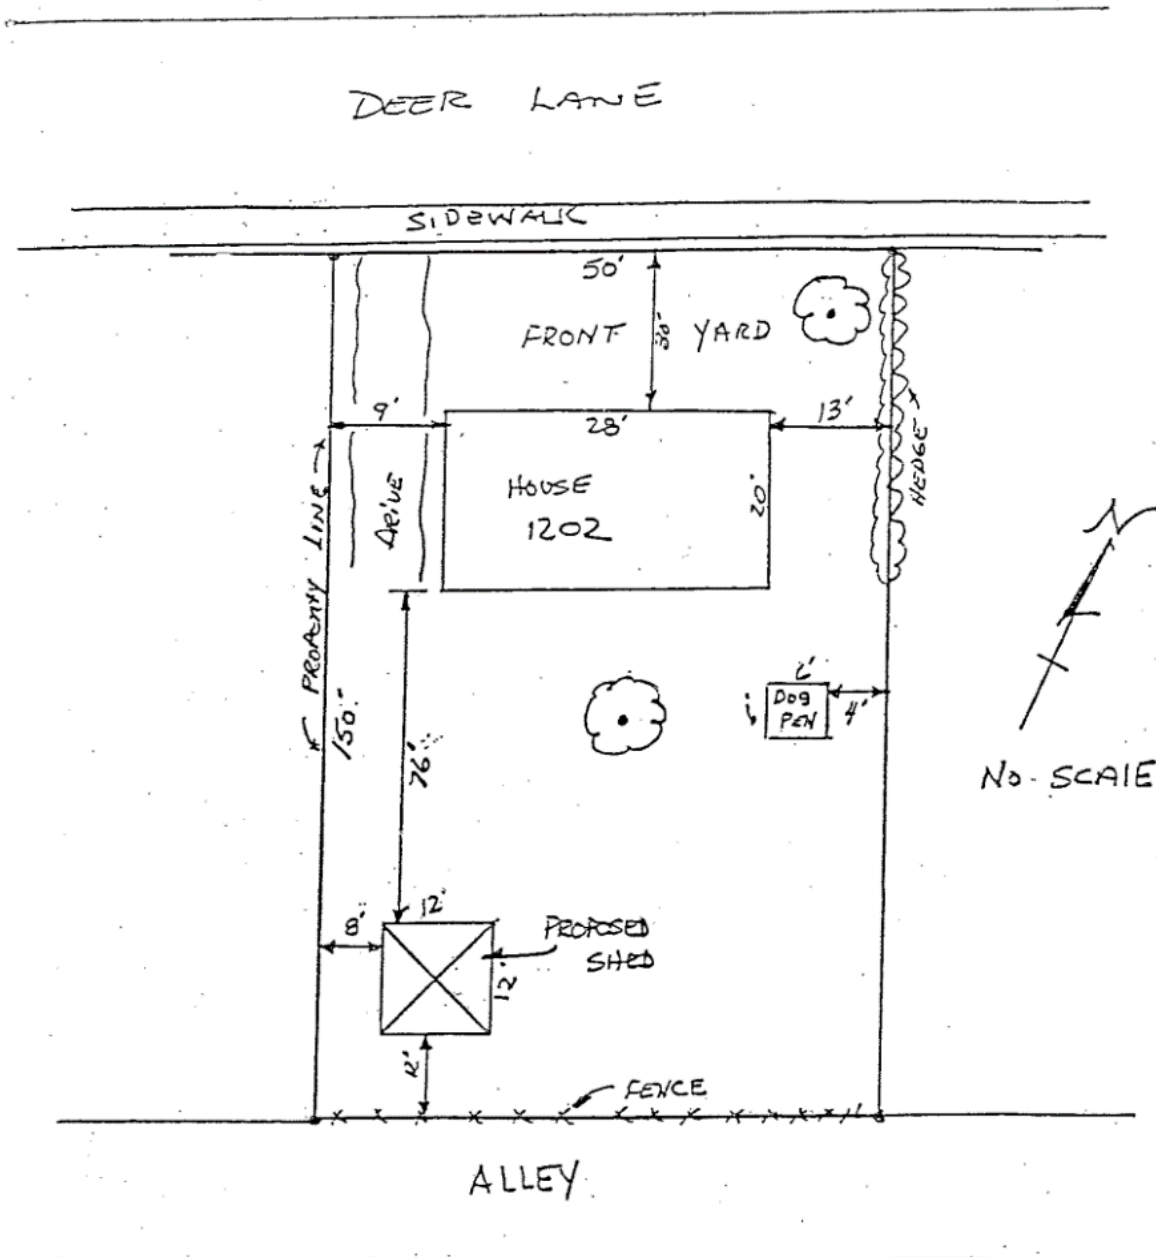 DEER LANE
SIDEWALK
50'
FRONT YARD
30'
9'
28'
13'
HEDGE
HOUSE
1202
20'
DRIVE
PROPERTY LINE
150'
N
NO SCALE
6'
DOG
PEN
4'
76'
12'
8'
PROPOSED
SHED
12'
12'
FENCE
ALLEY